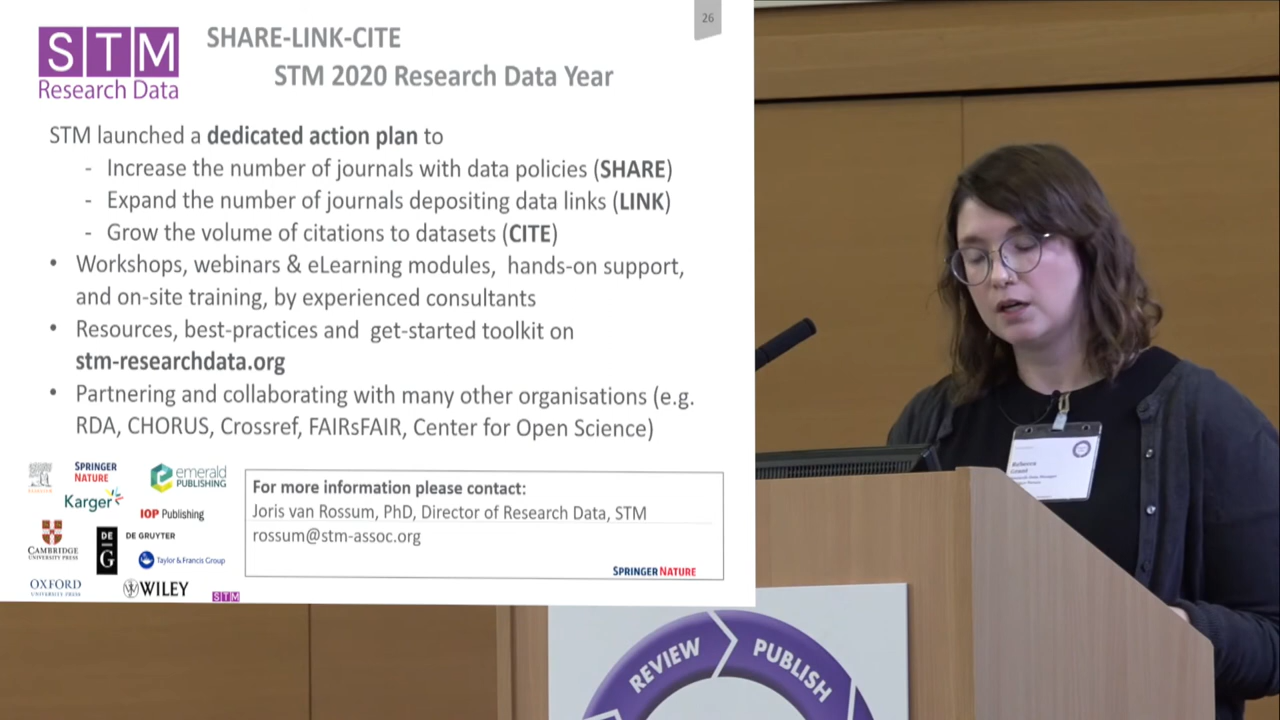 26
STM
Research Data
SHARE-LINK-CITE
STM 2020 Research Data Year
STM launched a dedicated action plan to
- Increase the number of journals with data policies (SHARE)
- Expand the number of journals depositing data links (LINK)
- Grow the volume of citations to datasets (CITE)
• Workshops, webinars & eLearning modules, hands-on support,
and on-site training, by experienced consultants
• Resources, best-practices and get-started toolkit on
stm-researchdata.org
• Partnering and collaborating with many other organisations (e.g.
RDA, CHORUS, Crossref, FAIRsFAIR, Center for Open Science)
SPRINGER
NATURE
emerald
PUBLISHING
Karger
IOP Publishing
CAMBRIDGE
UNIVERSITY PRESS
DE
G
DE GRUYTER
Taylor & Francis Group
OXFORD
UNIVERSITY PRESS
WILEY
STM
For more information please contact:
Joris van Rossum, PhD, Director of Research Data, STM
rossum@stm-assoc.org
SPRINGER NATURE
REVIEW
PUBLISH